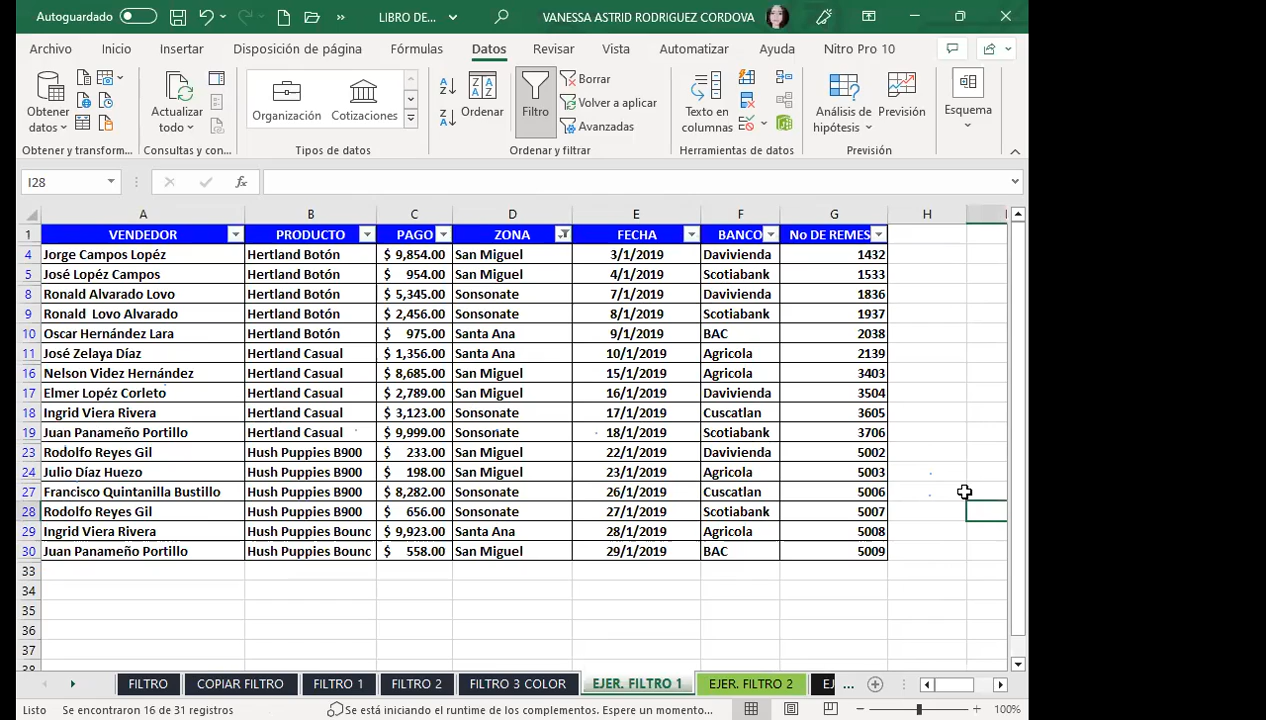 Autoguardado LIBRO DE... VANESSA ASTRID RODRIGUEZ CORDOVA
Archivo Inicio Insertar Disposición de página Fórmulas Datos Revisar Vista Automatizar Ayuda Nitro Pro 10
Obtener datos
Actualizar todo
Organización Cotizaciones
Ordenar
Filtro
Borrar
Volver a aplicar
Avanzadas
Texto en columnas
Análisis de hipótesis
Previsión
Esquema
Obtener y transform... Consultas y con... Tipos de datos Ordenar y filtrar Herramientas de datos Previsión
I28 fx
A B C D E F G H I
1 VENDEDOR PRODUCTO PAGO ZONA FECHA BANCO No DE REMES
4 Jorge Campos Lopéz Hertland Botón $ 9,854.00 San Miguel 3/1/2019 Davivienda 1432
5 José Lopéz Campos Hertland Botón $ 954.00 San Miguel 4/1/2019 Scotiabank 1533
8 Ronald Alvarado Lovo Hertland Botón $ 5,345.00 Sonsonate 7/1/2019 Davivienda 1836
9 Ronald Lovo Alvarado Hertland Botón $ 2,456.00 Sonsonate 8/1/2019 Scotiabank 1937
10 Oscar Hernández Lara Hertland Botón $ 975.00 Santa Ana 9/1/2019 BAC 2038
11 José Zelaya Díaz Hertland Casual $ 1,356.00 Santa Ana 10/1/2019 Agricola 2139
16 Nelson Videz Hernández Hertland Casual $ 8,685.00 San Miguel 15/1/2019 Agricola 3403
17 Elmer Lopéz Corleto Hertland Casual $ 2,789.00 San Miguel 16/1/2019 Davivienda 3504
18 Ingrid Viera Rivera Hertland Casual $ 3,123.00 Sonsonate 17/1/2019 Cuscatlan 3605
19 Juan Panameño Portillo Hertland Casual $ 9,999.00 Sonsonate 18/1/2019 Scotiabank 3706
23 Rodolfo Reyes Gil Hush Puppies B900 $ 233.00 San Miguel 22/1/2019 Davivienda 5002
24 Julio Díaz Huezo Hush Puppies B900 $ 198.00 San Miguel 23/1/2019 Agricola 5003
27 Francisco Quintanilla Bustillo Hush Puppies B900 $ 8,282.00 Sonsonate 26/1/2019 Cuscatlan 5006
28 Rodolfo Reyes Gil Hush Puppies B900 $ 656.00 Sonsonate 27/1/2019 Scotiabank 5007
29 Ingrid Viera Rivera Hush Puppies Bounc $ 9,923.00 Santa Ana 28/1/2019 Agricola 5008
30 Juan Panameño Portillo Hush Puppies Bounc $ 558.00 San Miguel 29/1/2019 BAC 5009
33
34
35
36
37
38
FILTRO COPIAR FILTRO FILTRO 1 FILTRO 2 FILTRO 3 COLOR EJER. FILTRO 1 EJER. FILTRO 2 EJ ...
Listo Se encontraron 16 de 31 registros Se está iniciando el runtime de los complementos. Espere un momento... 100%